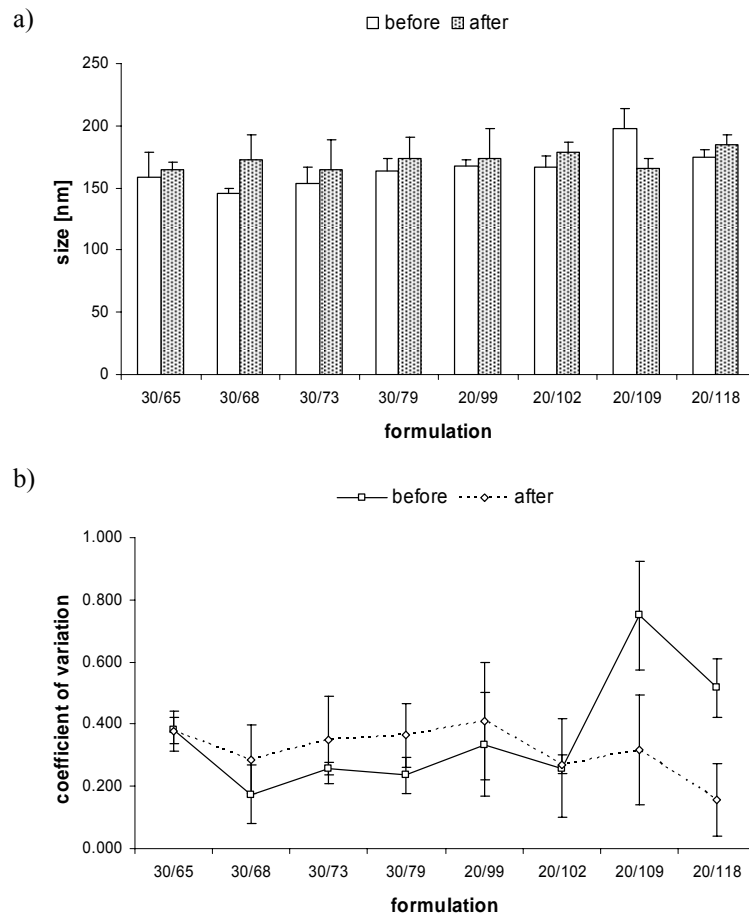 a)
before after
250
200
150
100
50
0
size [nm]
30/65 30/68 30/73 30/79 20/99 20/102 20/109 20/118
formulation
b)
before after
1.000
0.800
0.600
0.400
0.200
0.000
coefficient of variation
30/65 30/68 30/73 30/79 20/99 20/102 20/109 20/118
formulation